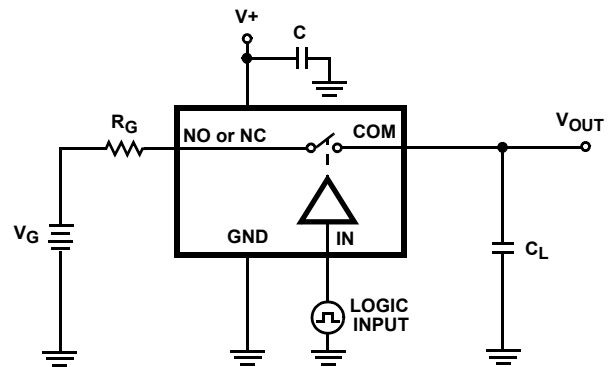 V+
C
RG
NO or NC
COM
VOUT
VG
GND
IN
CL
LOGIC
INPUT